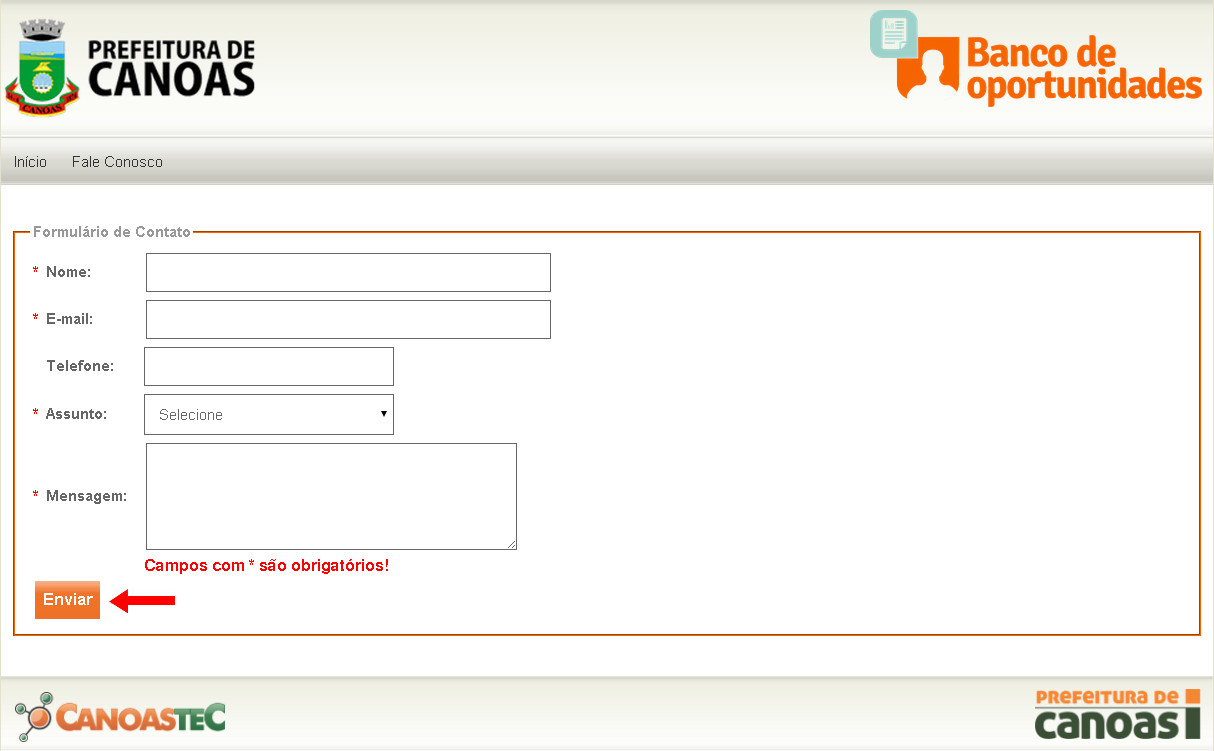 PREFEITURA DE
CANOAS
CANOAS
Banco de
oportunidades
Início Fale Conosco
Formulário de Contato
* Nome:
* E-mail:
Telefone:
* Assunto: Selecione
* Mensagem:
Campos com * são obrigatórios!
Enviar
CANOASTEC
PREFEITURA DE
canoas